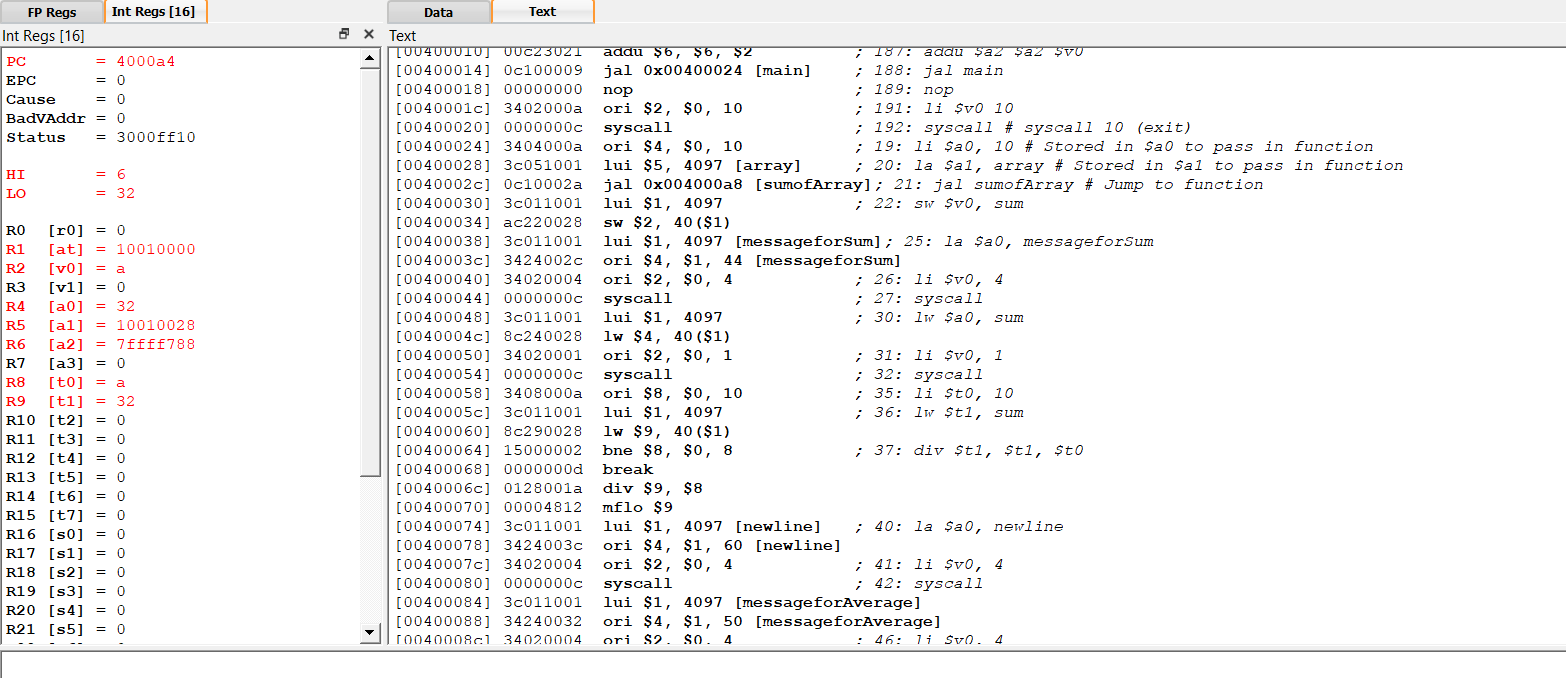 FP Regs Int Regs [16]
Int Regs [16]
PC = 4000a4
EPC = 0
Cause = 0
BadVAddr = 0
Status = 3000ff10
HI = 6
LO = 32
R0 [r0] = 0
R1 [at] = 10010000
R2 [v0] = a
R3 [v1] = 0
R4 [a0] = 32
R5 [a1] = 10010028
R6 [a2] = 7ffff788
R7 [a3] = 0
R8 [t0] = a
R9 [t1] = 32
R10 [t2] = 0
R11 [t3] = 0
R12 [t4] = 0
R13 [t5] = 0
R14 [t6] = 0
R15 [t7] = 0
R16 [s0] = 0
R17 [s1] = 0
R18 [s2] = 0
R19 [s3] = 0
R20 [s4] = 0
R21 [s5] = 0
Data Text
Text
[00400010] 00c23021 addu $6, $6, $2 ; 187: addu $a2 $a2 $v0
[00400014] 0c100009 jal 0x00400024 [main] ; 188: jal main
[00400018] 00000000 nop ; 189: nop
[0040001c] 3402000a ori $2, $0, 10 ; 191: li $v0 10
[00400020] 0000000c syscall ; 192: syscall # syscall 10 (exit)
[00400024] 3404000a ori $4, $0, 10 ; 19: li $a0, 10 # Stored in $a0 to pass in function
[00400028] 3c051001 lui $5, 4097 [array] ; 20: la $a1, array # Stored in $a1 to pass in function
[0040002c] 0c10002a jal 0x004000a8 [sumofArray]; 21: jal sumofArray # Jump to function
[00400030] 3c011001 lui $1, 4097 ; 22: sw $v0, sum
[00400034] ac220028 sw $2, 40($1)
[00400038] 3c011001 lui $1, 4097 [messageforSum]; 25: la $a0, messageforSum
[0040003c] 3424002c ori $4, $1, 44 [messageforSum]
[00400040] 34020004 ori $2, $0, 4 ; 26: li $v0, 4
[00400044] 0000000c syscall ; 27: syscall
[00400048] 3c011001 lui $1, 4097 ; 30: lw $a0, sum
[0040004c] 8c240028 lw $4, 40($1)
[00400050] 34020001 ori $2, $0, 1 ; 31: li $v0, 1
[00400054] 0000000c syscall ; 32: syscall
[00400058] 3408000a ori $8, $0, 10 ; 35: li $t0, 10
[0040005c] 3c011001 lui $1, 4097 ; 36: lw $t1, sum
[00400060] 8c290028 lw $9, 40($1)
[00400064] 15000002 bne $8, $0, 8 ; 37: div $t1, $t1, $t0
[00400068] 0000000d break
[0040006c] 0128001a div $9, $8
[00400070] 00004812 mflo $9
[00400074] 3c011001 lui $1, 4097 [newline] ; 40: la $a0, newline
[00400078] 3424003c ori $4, $1, 60 [newline]
[0040007c] 34020004 ori $2, $0, 4 ; 41: li $v0, 4
[00400080] 0000000c syscall ; 42: syscall
[00400084] 3c011001 lui $1, 4097 [messageforAverage]
[00400088] 34240032 ori $4, $1, 50 [messageforAverage]
[0040008c] 34020004 ori $2, $0, 4 ; 46: li $v0, 4